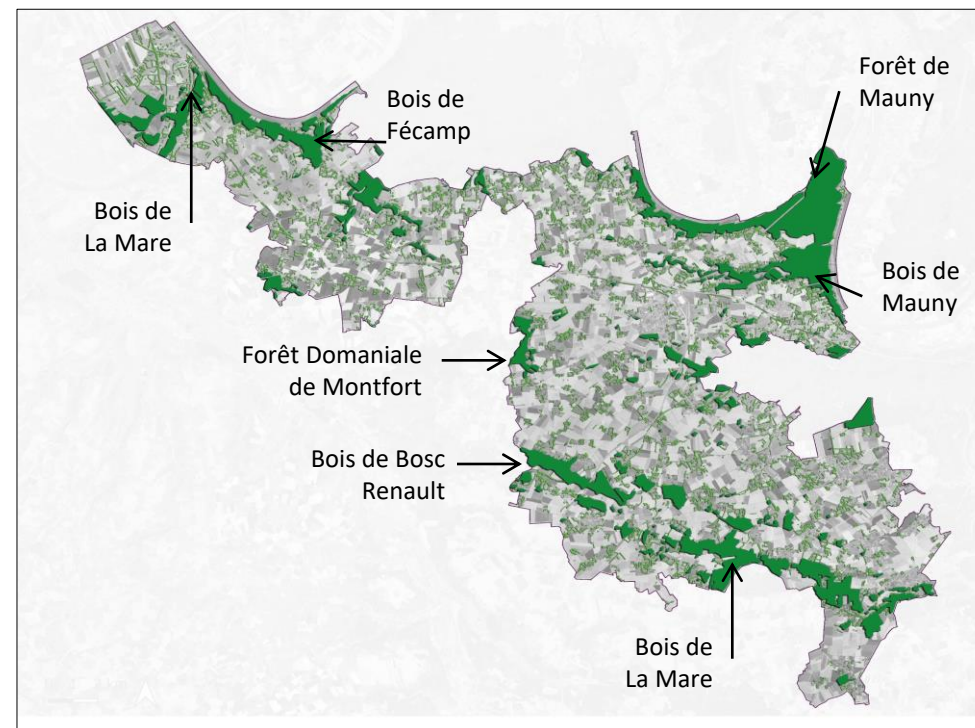 Forêt de
Mauny
Bois de
Fécamp
Bois de
La Mare
Bois de
Mauny
Forêt Domaniale
de Montfort
Bois de Bosc
Renault
Bois de
La Mare